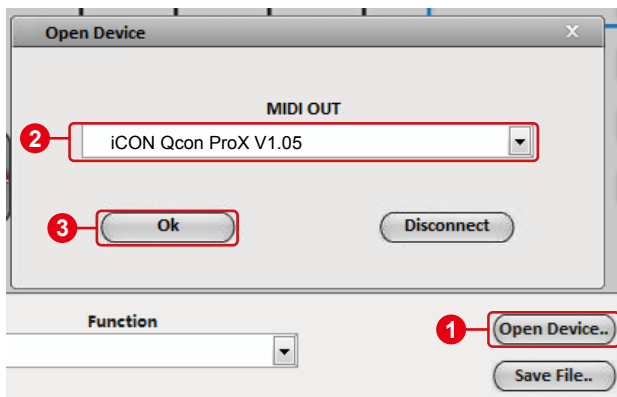 Open Device
X
MIDI OUT
2
iCON Qcon ProX V1.05
3
Ok
Disconnect
Function
1
Open Device..
Save File..